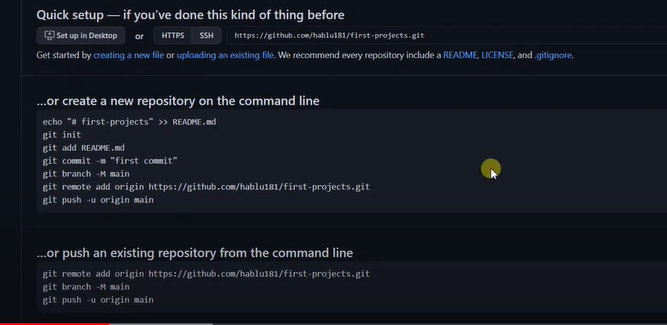 Quick setup — if you've done this kind of thing before
Set up in Desktop or HTTPS SSH https://github.com/hablu181/first-projects.git
Get started by creating a new file or uploading an existing file. We recommend every repository include a README, LICENSE, and .gitignore.
...or create a new repository on the command line
echo "# first-projects" >> README.md
git init
git add README.md
git commit -m "first commit"
git branch -M main
git remote add origin https://github.com/hablu181/first-projects.git
git push -u origin main
...or push an existing repository from the command line
git remote add origin https://github.com/hablu181/first-projects.git
git branch -M main
git push -u origin main